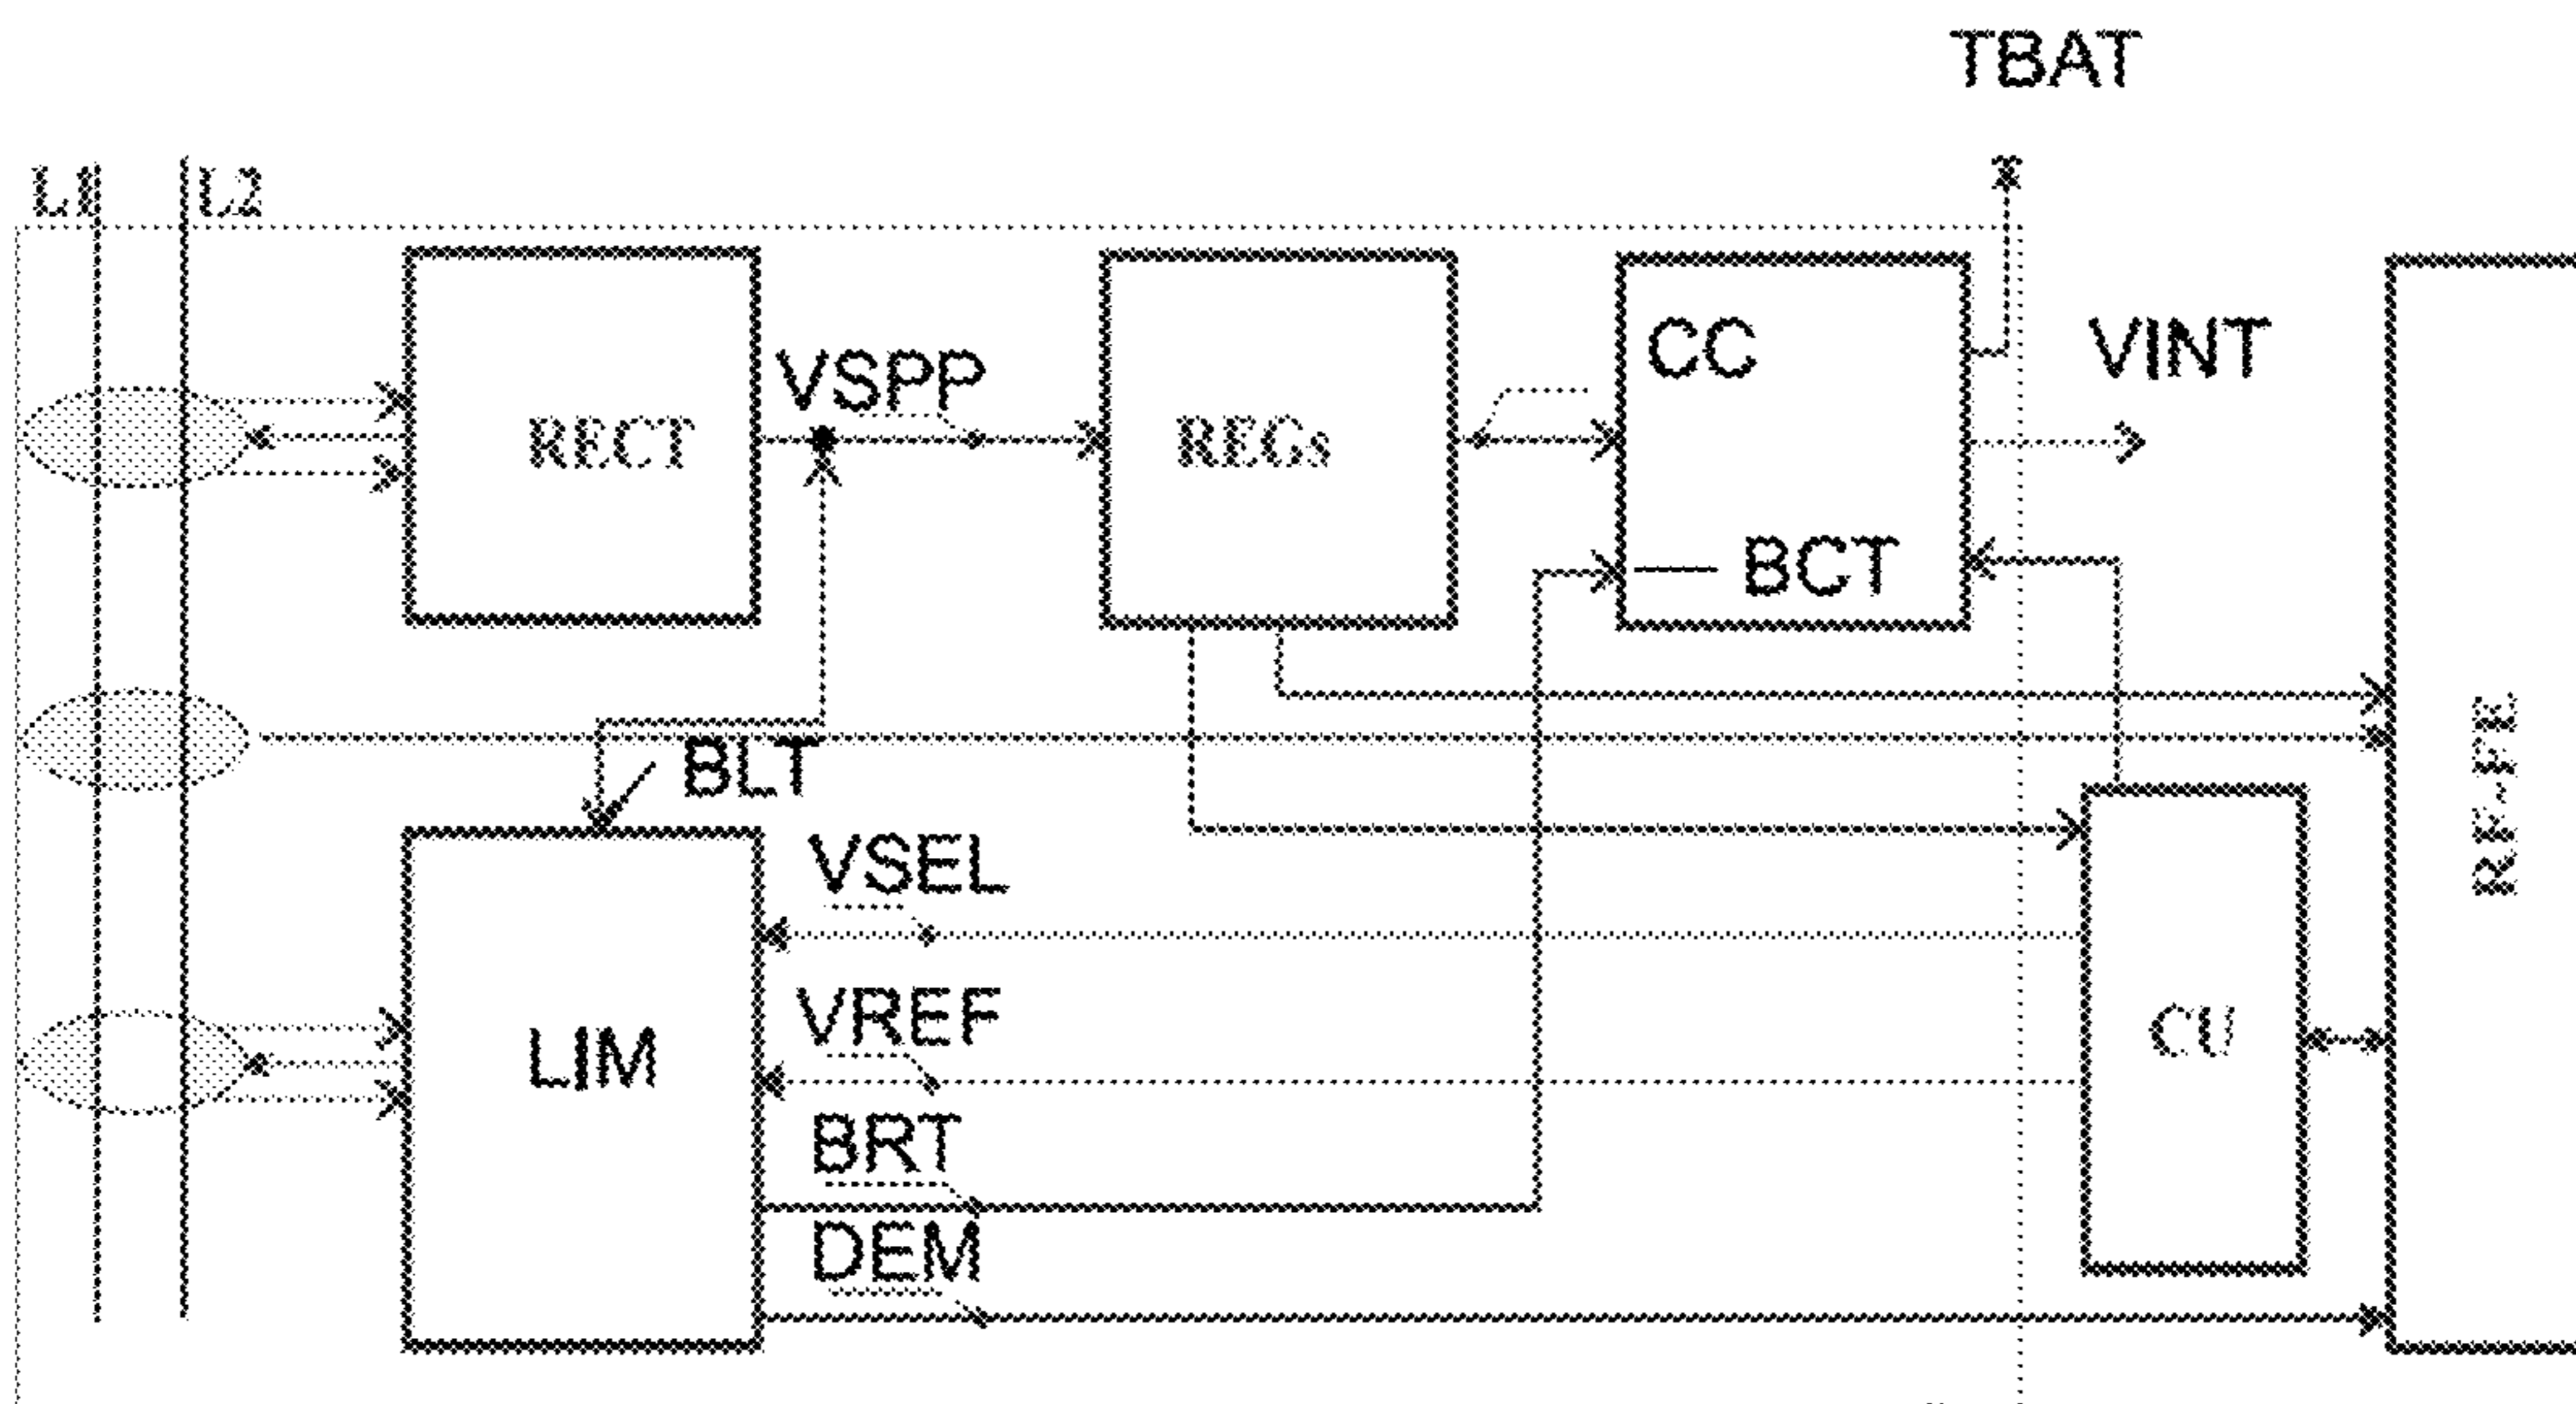 TBAT
L1 L2
CC
VINT
VSPP
RECT
REGs
BCT
BLT
RF-FE
VSEL
VREF
CU
LIM
BRT
DEM